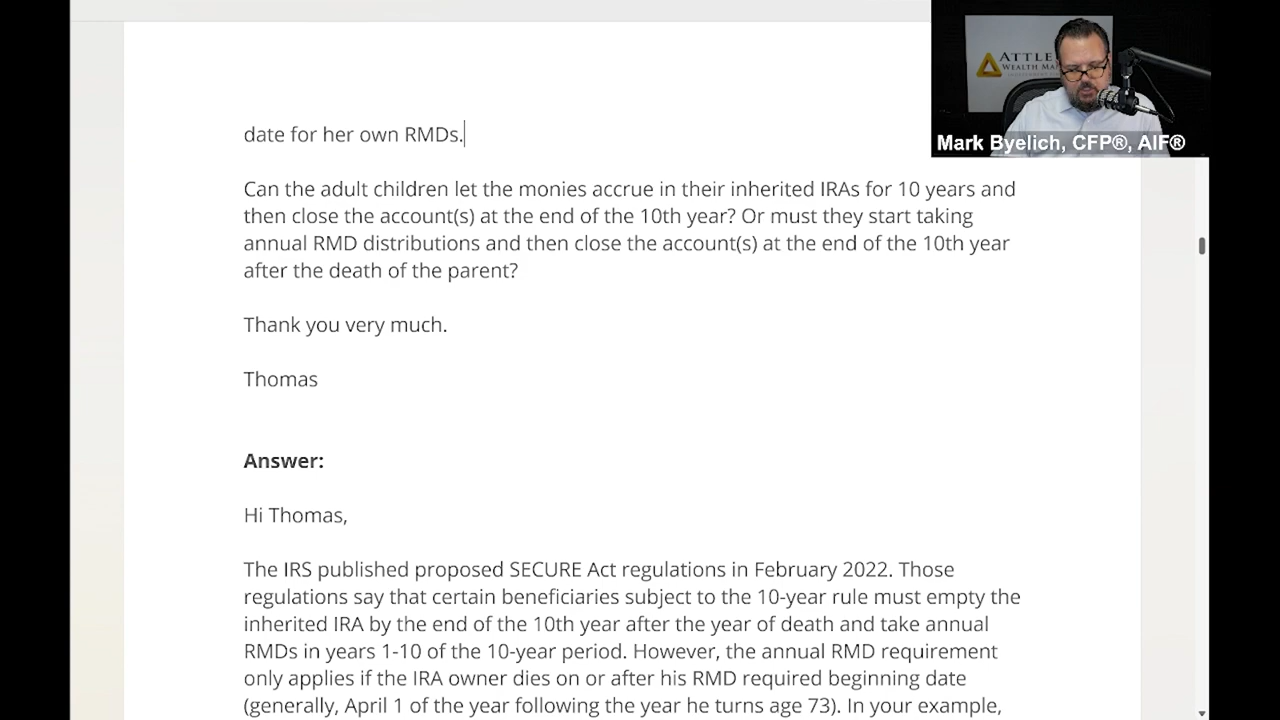 date for her own RMDs.
Can the adult children let the monies accrue in their inherited IRAs for 10 years and
then close the account(s) at the end of the 10th year? Or must they start taking
annual RMD distributions and then close the account(s) at the end of the 10th year
after the death of the parent?
Thank you very much.
Thomas
Answer:
Hi Thomas,
The IRS published proposed SECURE Act regulations in February 2022. Those
regulations say that certain beneficiaries subject to the 10-year rule must empty the
inherited IRA by the end of the 10th year after the year of death and take annual
RMDs in years 1-10 of the 10-year period. However, the annual RMD requirement
only applies if the IRA owner dies on or after his RMD required beginning date
(generally, April 1 of the year following the year he turns age 73). In your example,
ATTLE
WEALTH MA
Mark Byelich, CFP®, AIF®